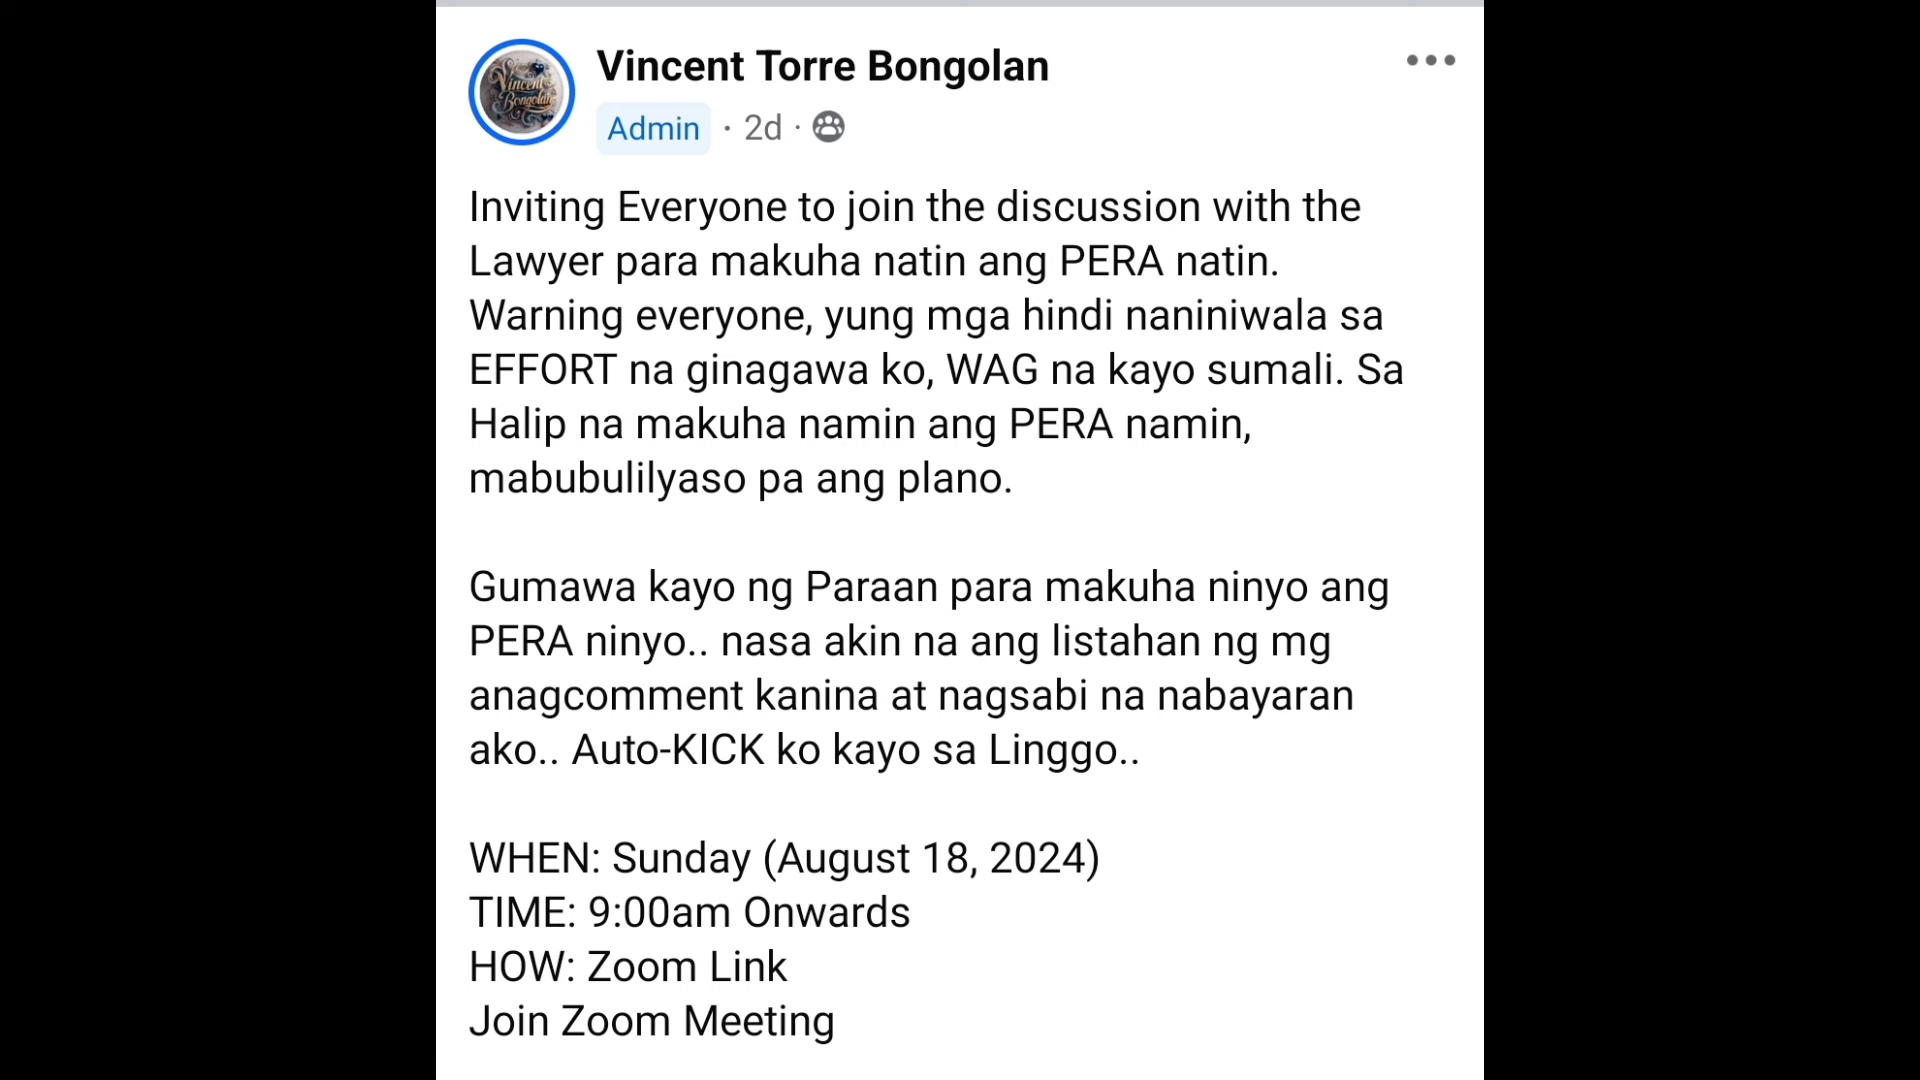 Vincent Torre Bongolan
Admin · 2d ·
Vincent
Bongolan
Inviting Everyone to join the discussion with the
Lawyer para makuha natin ang PERA natin.
Warning everyone, yung mga hindi naniniwala sa
EFFORT na ginagawa ko, WAG na kayo sumali. Sa
Halip na makuha namin ang PERA namin,
mabubulilyaso pa ang plano.
Gumawa kayo ng Paraan para makuha ninyo ang
PERA ninyo.. nasa akin na ang listahan ng mg
anagcomment kanina at nagsabi na nabayaran
ako.. Auto-KICK ko kayo sa Linggo..
WHEN: Sunday (August 18, 2024)
TIME: 9:00am Onwards
HOW: Zoom Link
Join Zoom Meeting